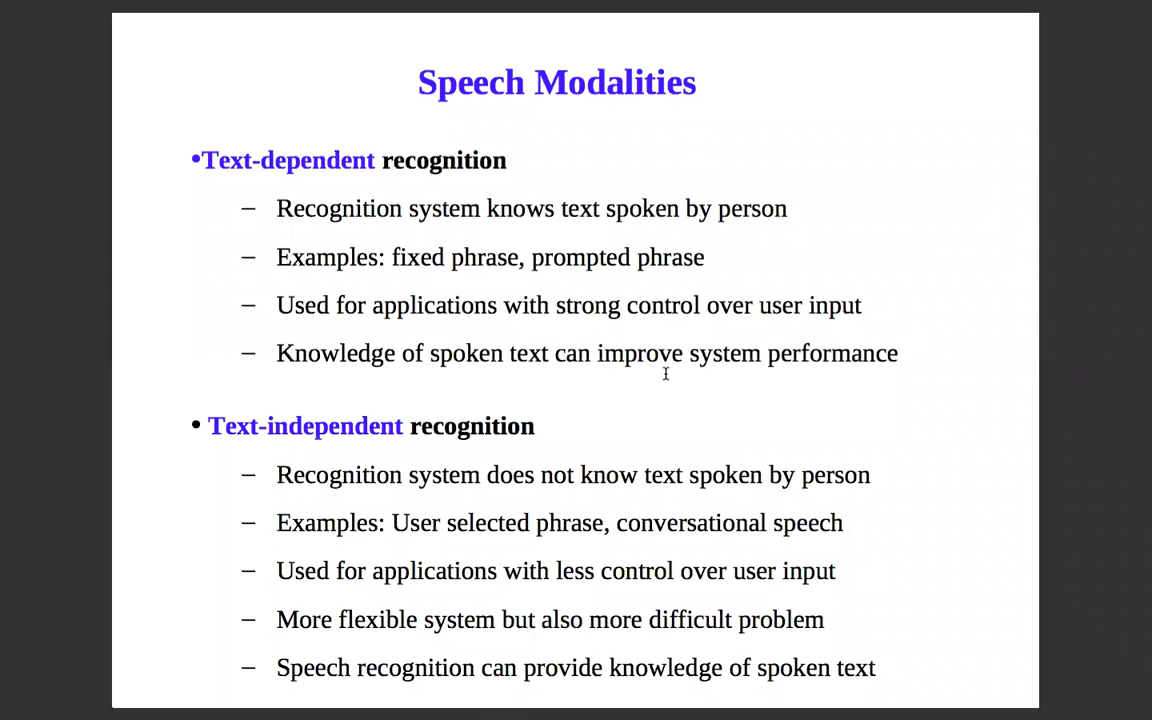 Speech Modalities
•Text-dependent recognition
– Recognition system knows text spoken by person
– Examples: fixed phrase, prompted phrase
– Used for applications with strong control over user input
– Knowledge of spoken text can improve system performance
• Text-independent recognition
– Recognition system does not know text spoken by person
– Examples: User selected phrase, conversational speech
– Used for applications with less control over user input
– More flexible system but also more difficult problem
– Speech recognition can provide knowledge of spoken text